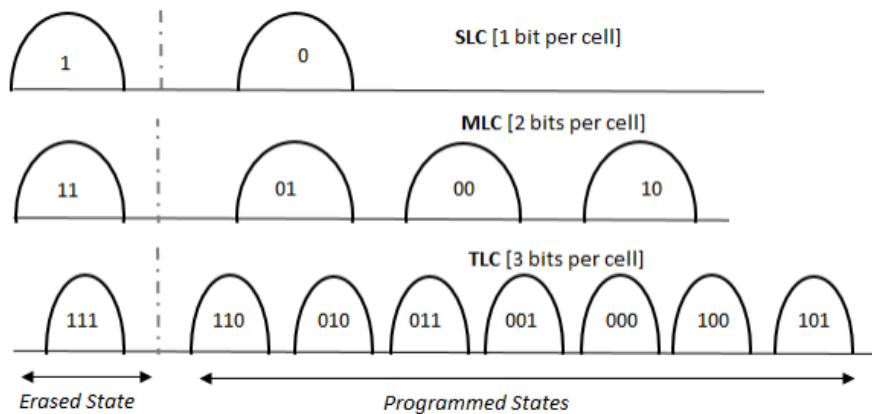 SLC [1 bit per cell]
1 0
MLC [2 bits per cell]
11 01 00 10
TLC [3 bits per cell]
111 110 010 011 001 000 100 101
Erased State Programmed States